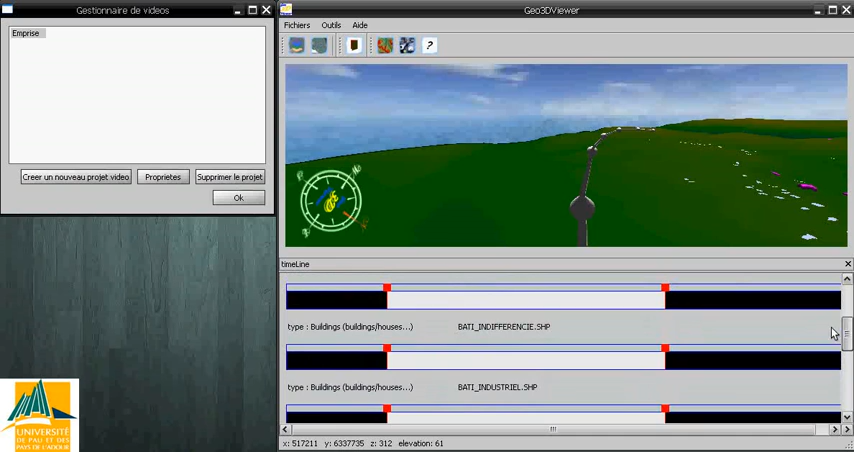 Gestionnaire de videos
Emprise
Creer un nouveau projet video
Proprietes
Supprimer le projet
Ok
Geo3DViewer
Fichiers Outils Aide
?
timeLine
type : Buildings (buildings/houses...) BATI_INDIFFERENCIE.SHP
type : Buildings (buildings/houses...) BATI_INDUSTRIEL.SHP
x: 517211 y: 6337735 z: 312 elevation: 61
UNIVERSITÉ
DE PAU ET DES
PAYS DE L'ADOUR